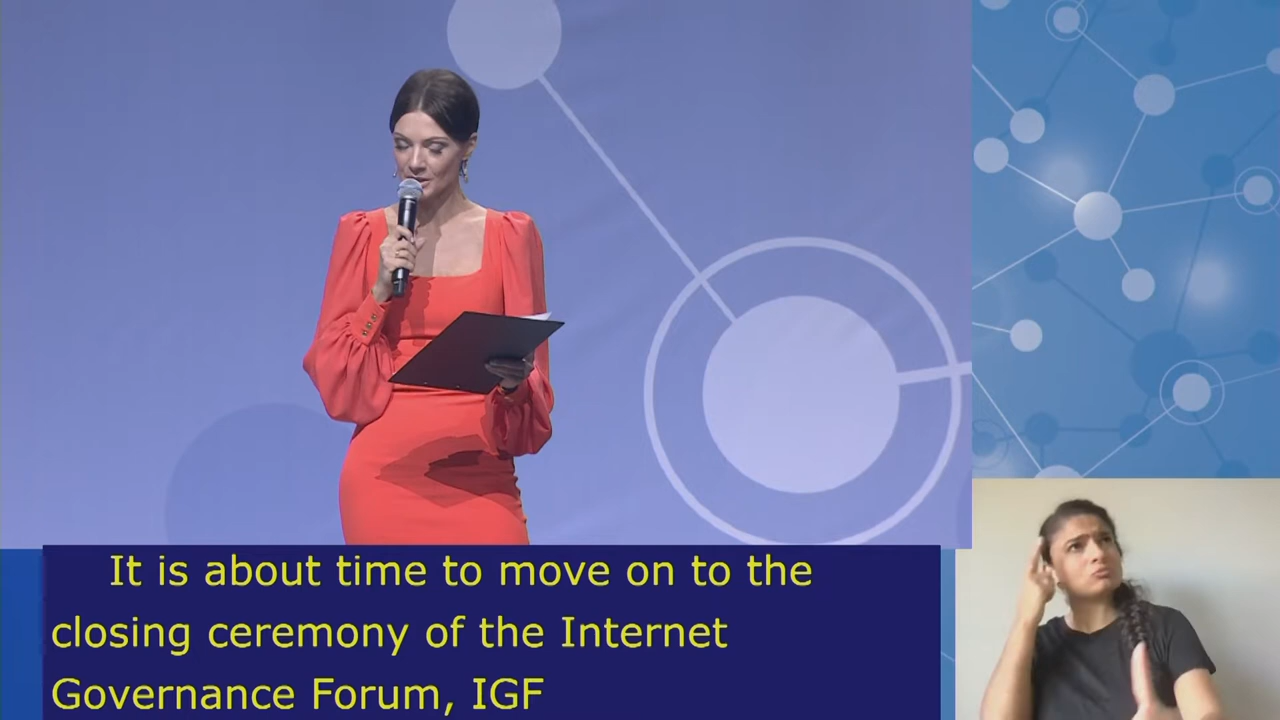 It is about time to move on to the
closing ceremony of the Internet
Governance Forum, IGF